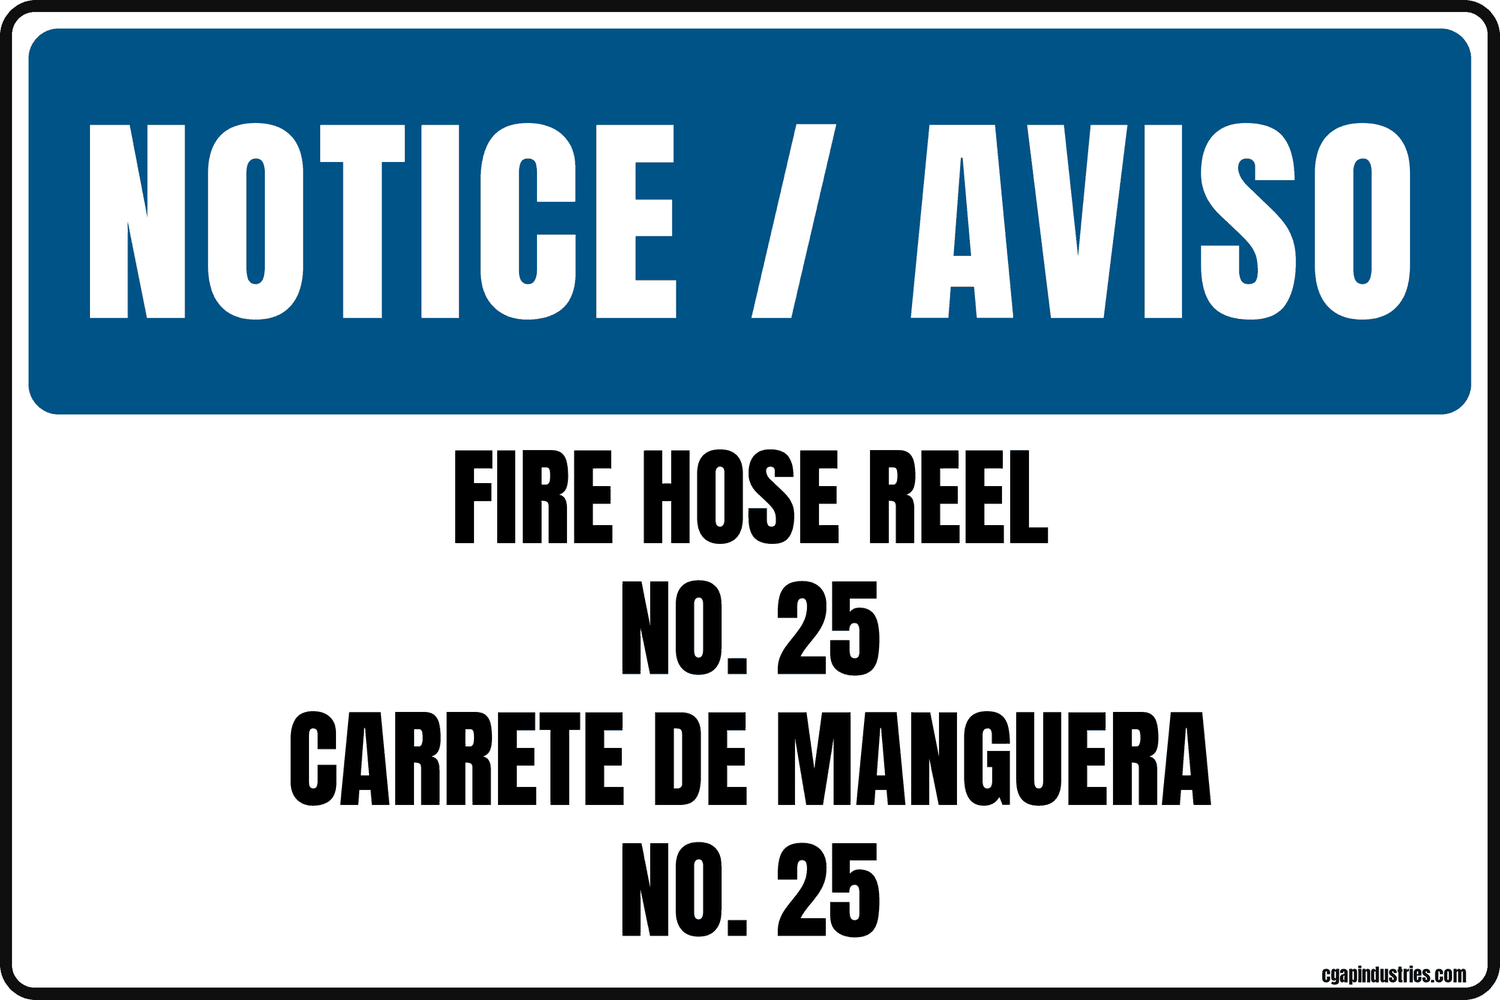 NOTICE / AVISO
FIRE HOSE REEL
NO. 25
CARRETE DE MANGUERA
NO. 25
cgapindustries.com